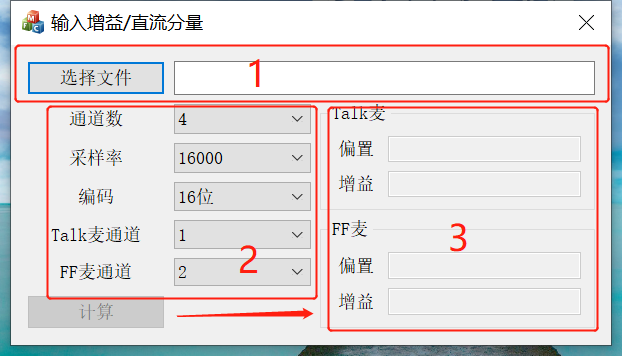 输入增益/直流分量
选择文件
1
通道数 4
采样率 16000
编码 16位
Talk麦通道 1
FF麦通道 2
2
计算
Talk麦
偏置
增益
3
FF麦
偏置
增益